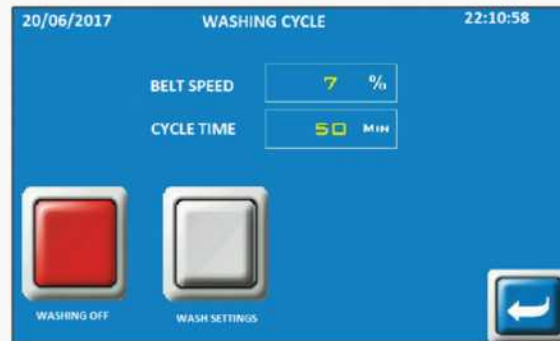 20/06/2017 WASHING CYCLE 22:10:58
BELT SPEED 7 %
CYCLE TIME 50 MIN
WASHING OFF WASH SETTINGS